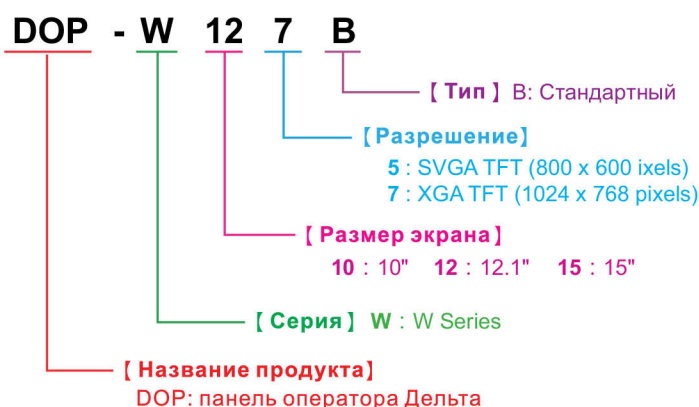 DOP - W 12 7 B
【Тип】B: Стандартный
【Разрешение】
5 : SVGA TFT (800 x 600 ixels)
7 : XGA TFT (1024 x 768 pixels)
【Размер экрана】
10 : 10" 12 : 12.1" 15 : 15"
【Серия】W : W Series
【Название продукта】
DOP: панель оператора Дельта